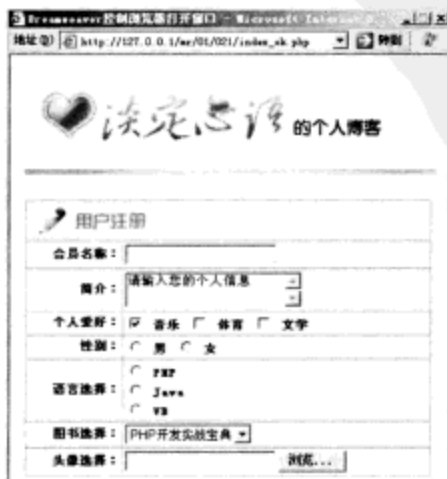 Dreamweaver控制浏览器打开窗口 - Microsoft Internet
地址(D) http://127.0.0.1/mr/01/021/index_ok.php 转到
的个人博客
用户注册
会员名称：
简介： 请输入您的个人信息
个人爱好： 音乐 体育 文学
性别： 男 女
语言选择：
PHP
Java
VB
图书选择： PHP开发实战宝典
头像选择： 浏览...